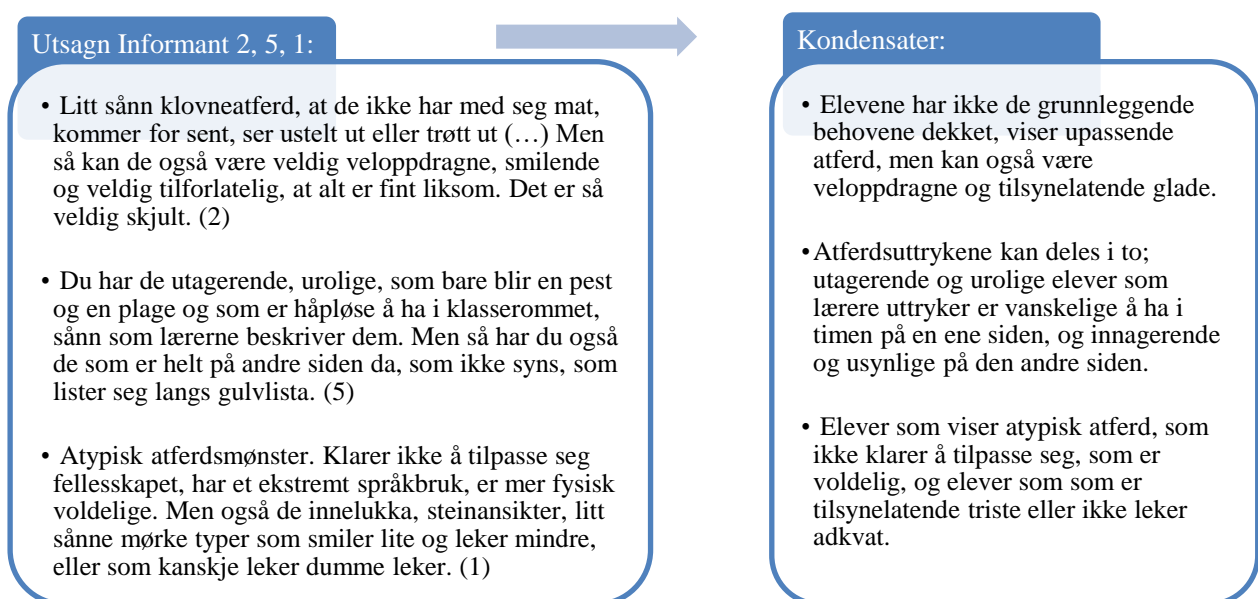 Utsagn Informant 2, 5, 1:
• Litt sånn klovneatferd, at de ikke har med seg mat,
kommer for sent, ser ustelt ut eller trøtt ut (…) Men
så kan de også være veldig veloppdragne, smilende
og veldig tilforlatelig, at alt er fint liksom. Det er så
veldig skjult. (2)
• Du har de utagerende, urolige, som bare blir en pest
og en plage og som er håpløse å ha i klasserommet,
sånn som lærerne beskriver dem. Men så har du også
de som er helt på andre siden da, som ikke syns, som
lister seg langs gulvlista. (5)
• Atypisk atferdsmønster. Klarer ikke å tilpasse seg
fellesskapet, har et ekstremt språkbruk, er mer fysisk
voldelige. Men også de innelukka, steinansikter, litt
sånne mørke typer som smiler lite og leker mindre,
eller som kanskje leker dumme leker. (1)
Kondensater:
• Elevene har ikke de grunnleggende
behovene dekket, viser upassende
atferd, men kan også være
veloppdragne og tilsynelatende glade.
•Atferdsuttrykene kan deles i to;
utagerende og urolige elever som
lærere uttryker er vanskelige å ha i
timen på en ene siden, og innagerende
og usynlige på den andre siden.
• Elever som viser atypisk atferd, som
ikke klarer å tilpasse seg, som er
voldelig, og elever som som er
tilsynelatende triste eller ikke leker
adkvat.